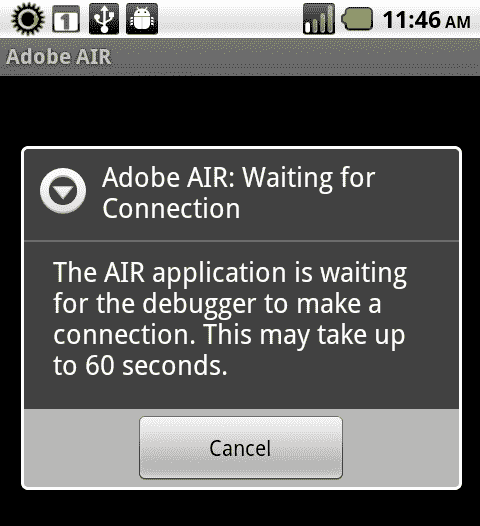 1
11:46 AM
Adobe AIR
Adobe AIR: Waiting for
Connection
The AIR application is waiting
for the debugger to make a
connection. This may take up
to 60 seconds.
Cancel